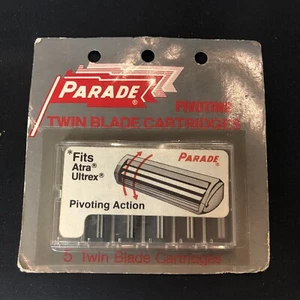 PARADE®
PIVOTING
TWIN BLADE CARTRIDGES
*Fits
Atra®
Ultrex®
PARADE®
Pivoting Action
5 Twin Blade Cartridges